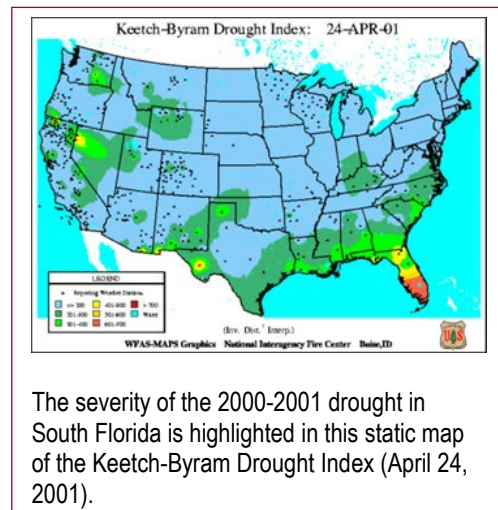 Keetch-Byram Drought Index: 24-APR-01
LEGEND
Reporting Weather Stations
Water
(Inv. Dist.² Interp.)
WFAS-MAPS Graphics National Interagency Fire Center Boise,ID
The severity of the 2000-2001 drought in
South Florida is highlighted in this static map
of the Keetch-Byram Drought Index (April 24,
2001).